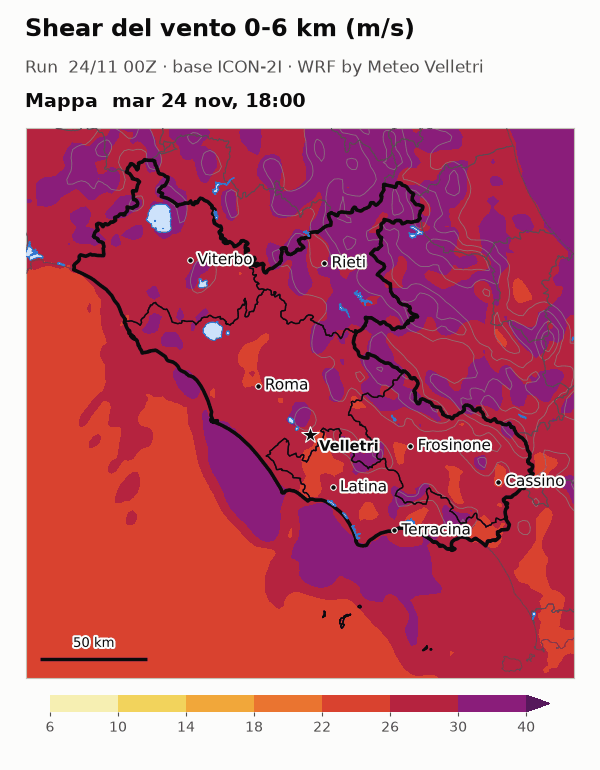 Shear del vento 0-6 km (m/s)
Run  24/11 00Z · base ICON-2I · WRF by Meteo Velletri
Mappa  mar 24 nov, 18:00
Viterbo
Rieti
Roma
Velletri
Frosinone
Latina
Cassino
Terracina
50 km
6 10 14 18 22 26 30 40